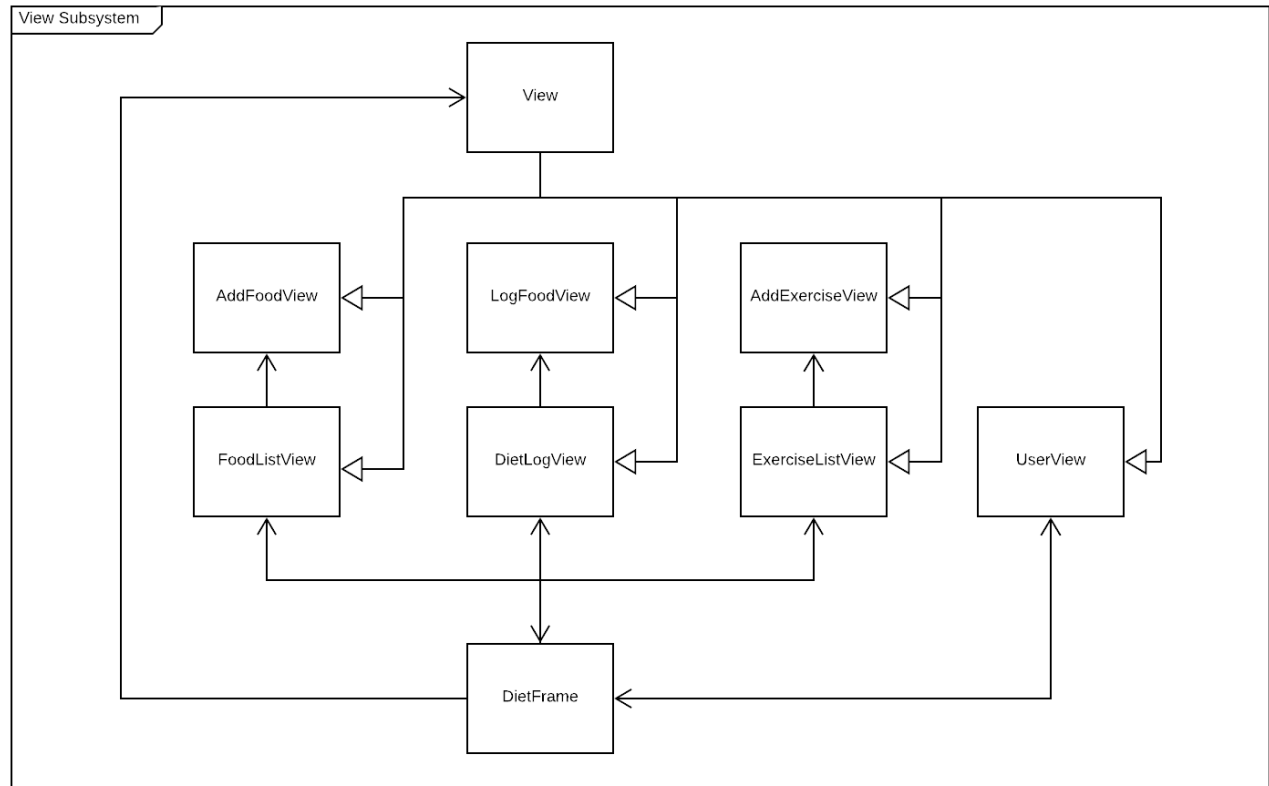 View Subsystem
View
AddFoodView
LogFoodView
AddExerciseView
FoodListView
DietLogView
ExerciseListView
UserView
DietFrame